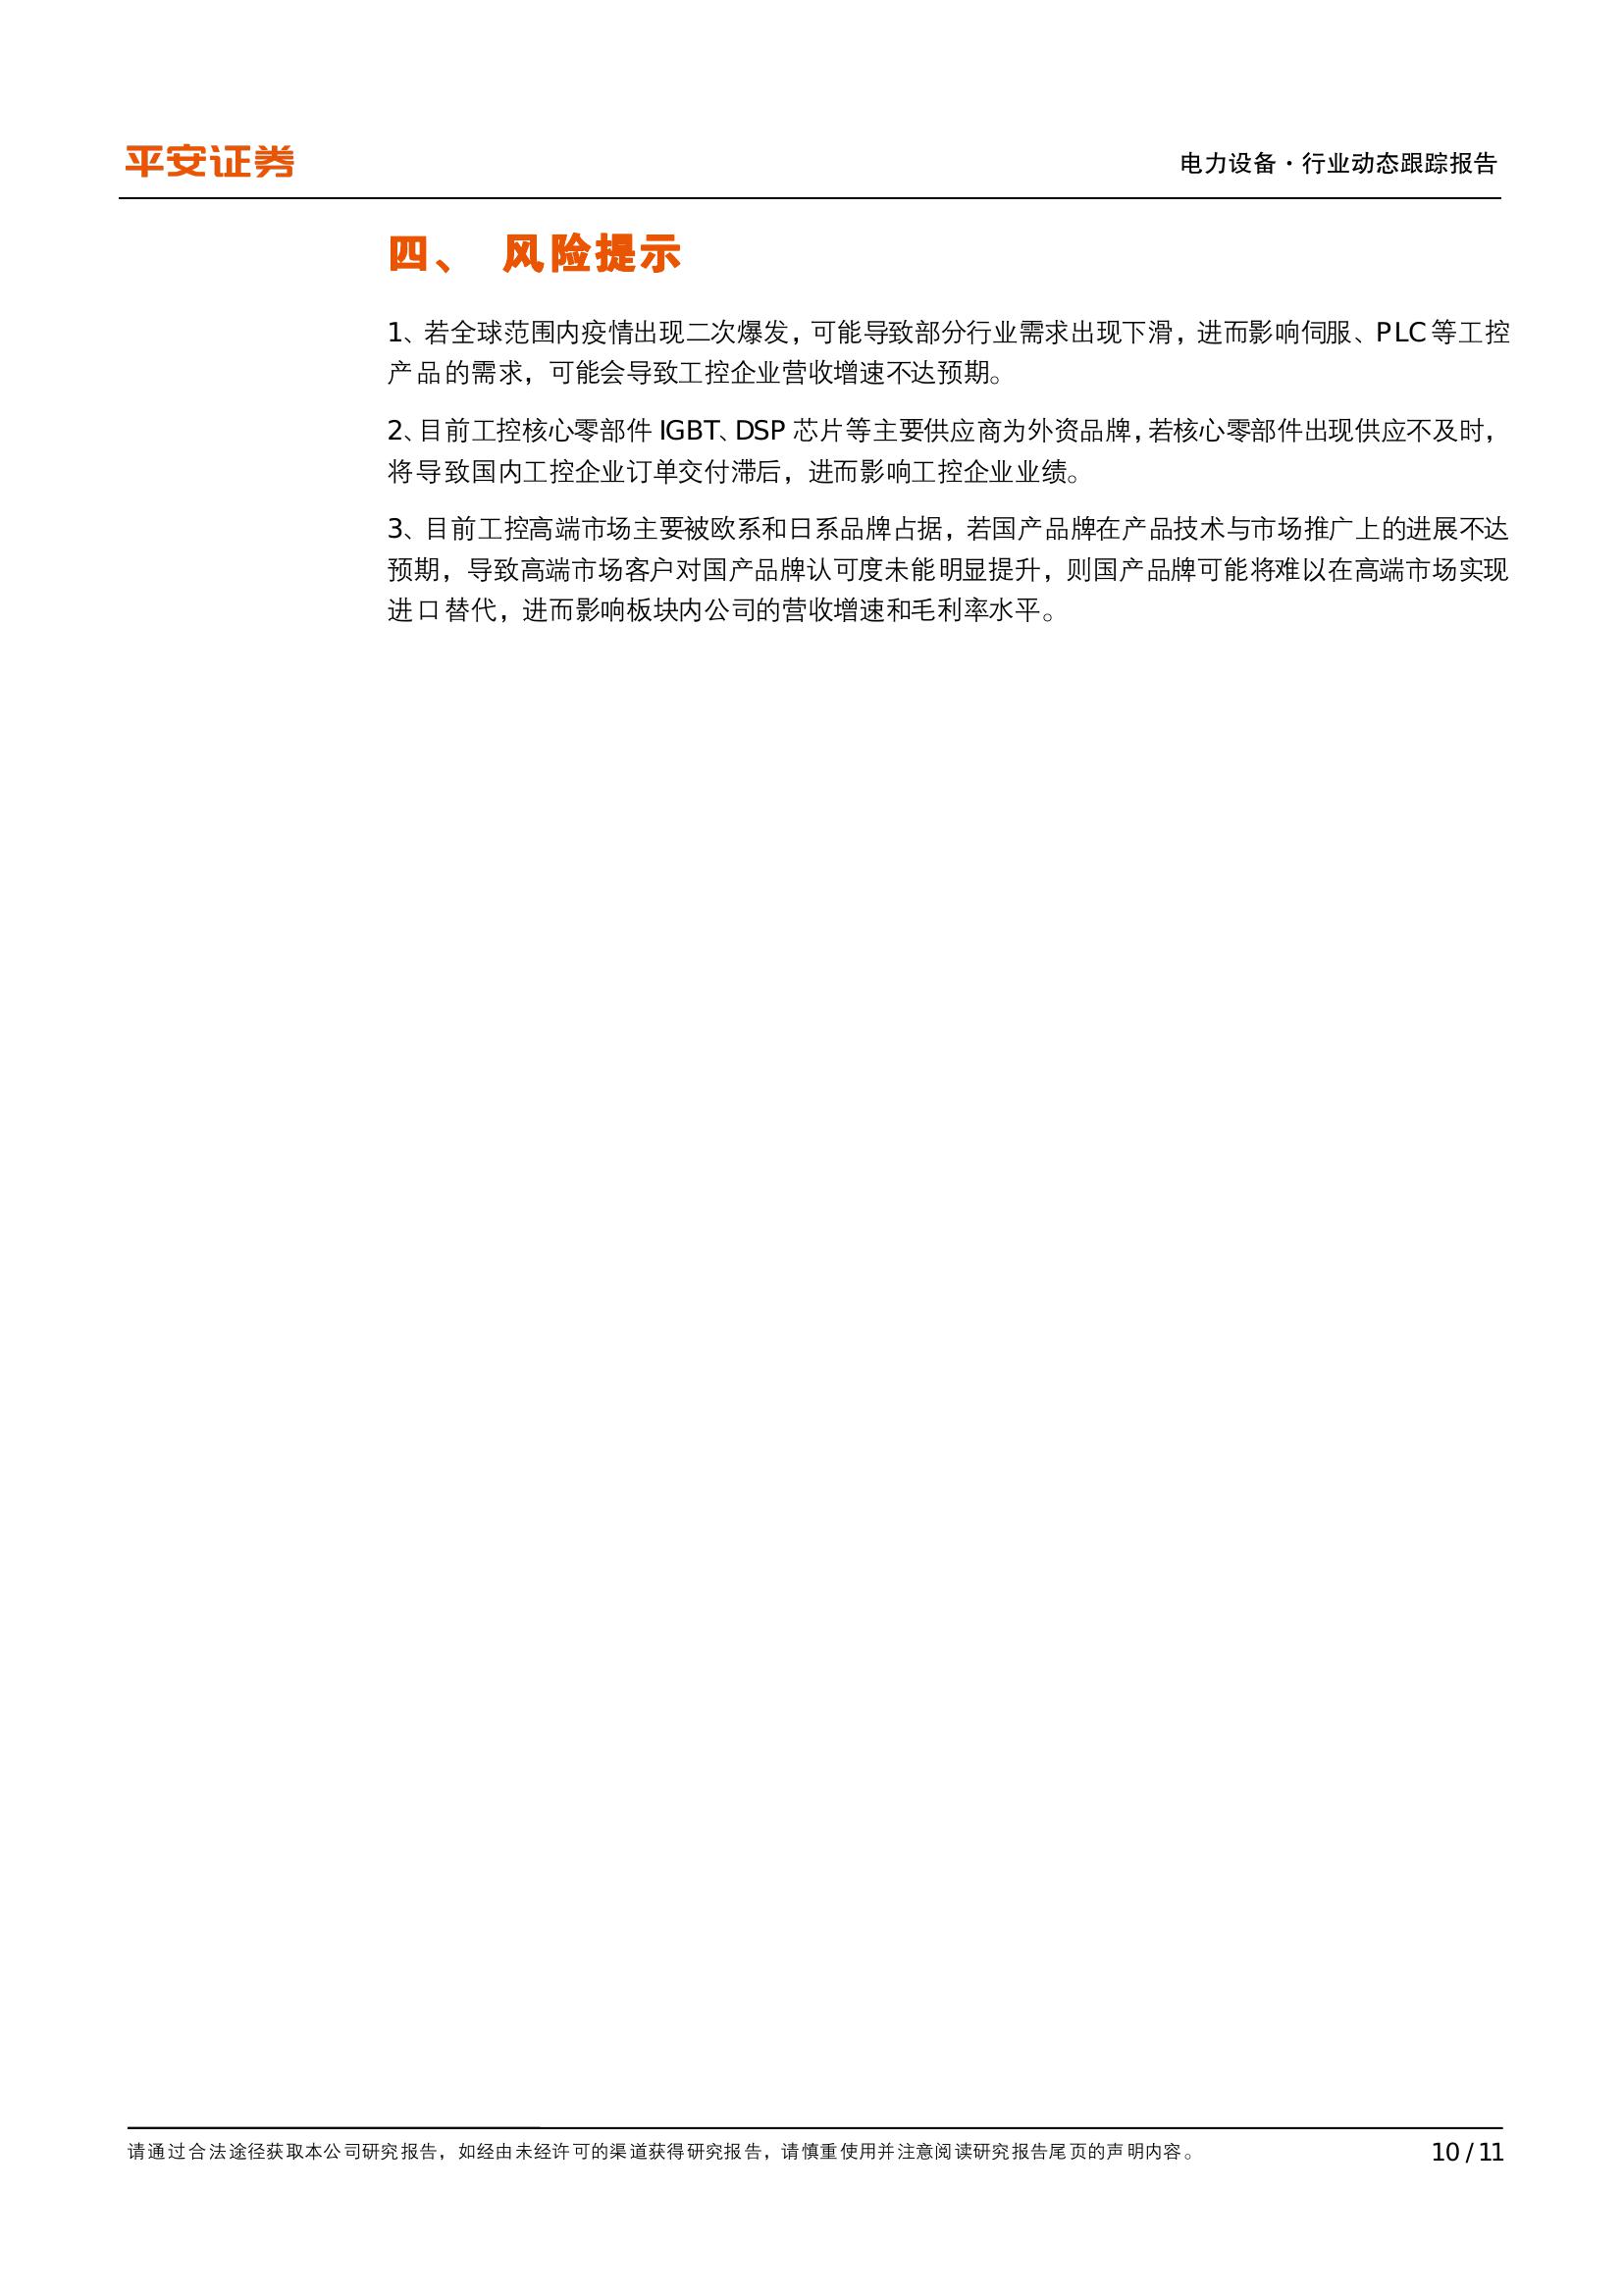 平安证券
电力设备·行业动态跟踪报告
四、 风险提示
1、若全球范围内疫情出现二次爆发，可能导致部分行业需求出现下滑，进而影响伺服、PLC等工控
产品的需求，可能会导致工控企业营收增速不达预期。
2、目前工控核心零部件 IGBT、DSP 芯片等主要供应商为外资品牌，若核心零部件出现供应不及时，
将导致国内工控企业订单交付滞后，进而影响工控企业业绩。
3、目前工控高端市场主要被欧系和日系品牌占据，若国产品牌在产品技术与市场推广上的进展不达
预期，导致高端市场客户对国产品牌认可度未能明显提升，则国产品牌可能将难以在高端市场实现
进口替代，进而影响板块内公司的营收增速和毛利率水平。
请通过合法途径获取本公司研究报告，如经由未经许可的渠道获得研究报告，请慎重使用并注意阅读研究报告尾页的声明内容。
10 / 11